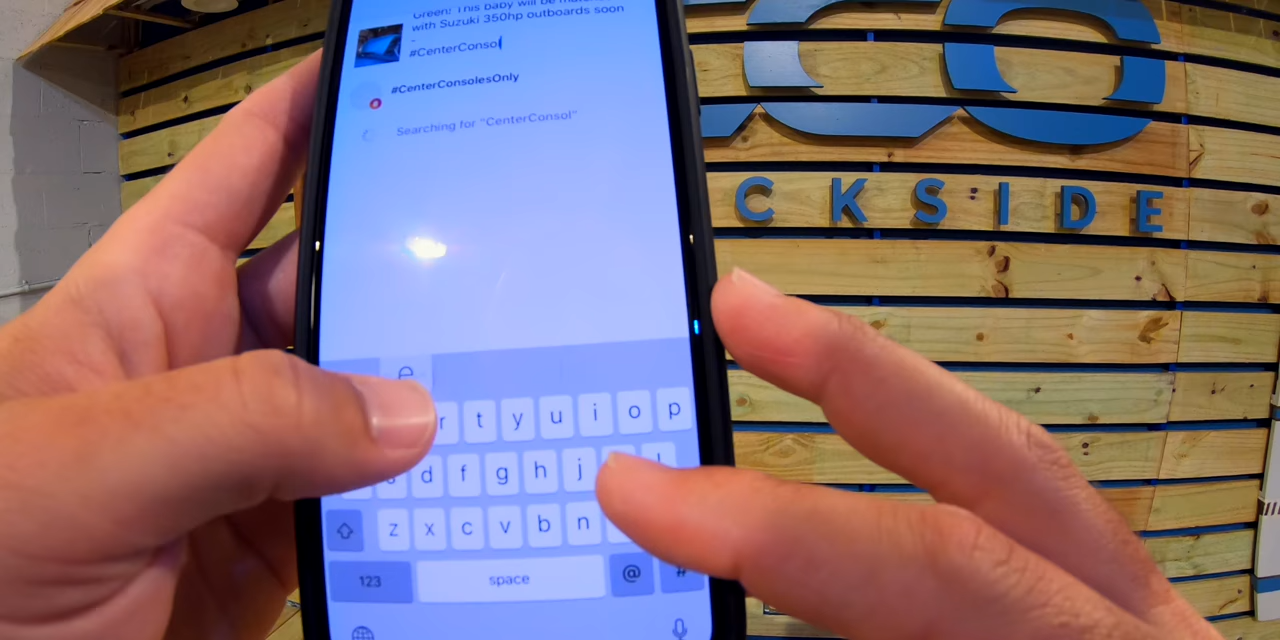 with Suzuki 350hp outboards soon
-
#CenterConsol
#CenterConsolesOnly
Searching for "CenterConsol"
e
r t y u i o p
d f g h j
z x c v b n
123 space @ #
CKSIDE